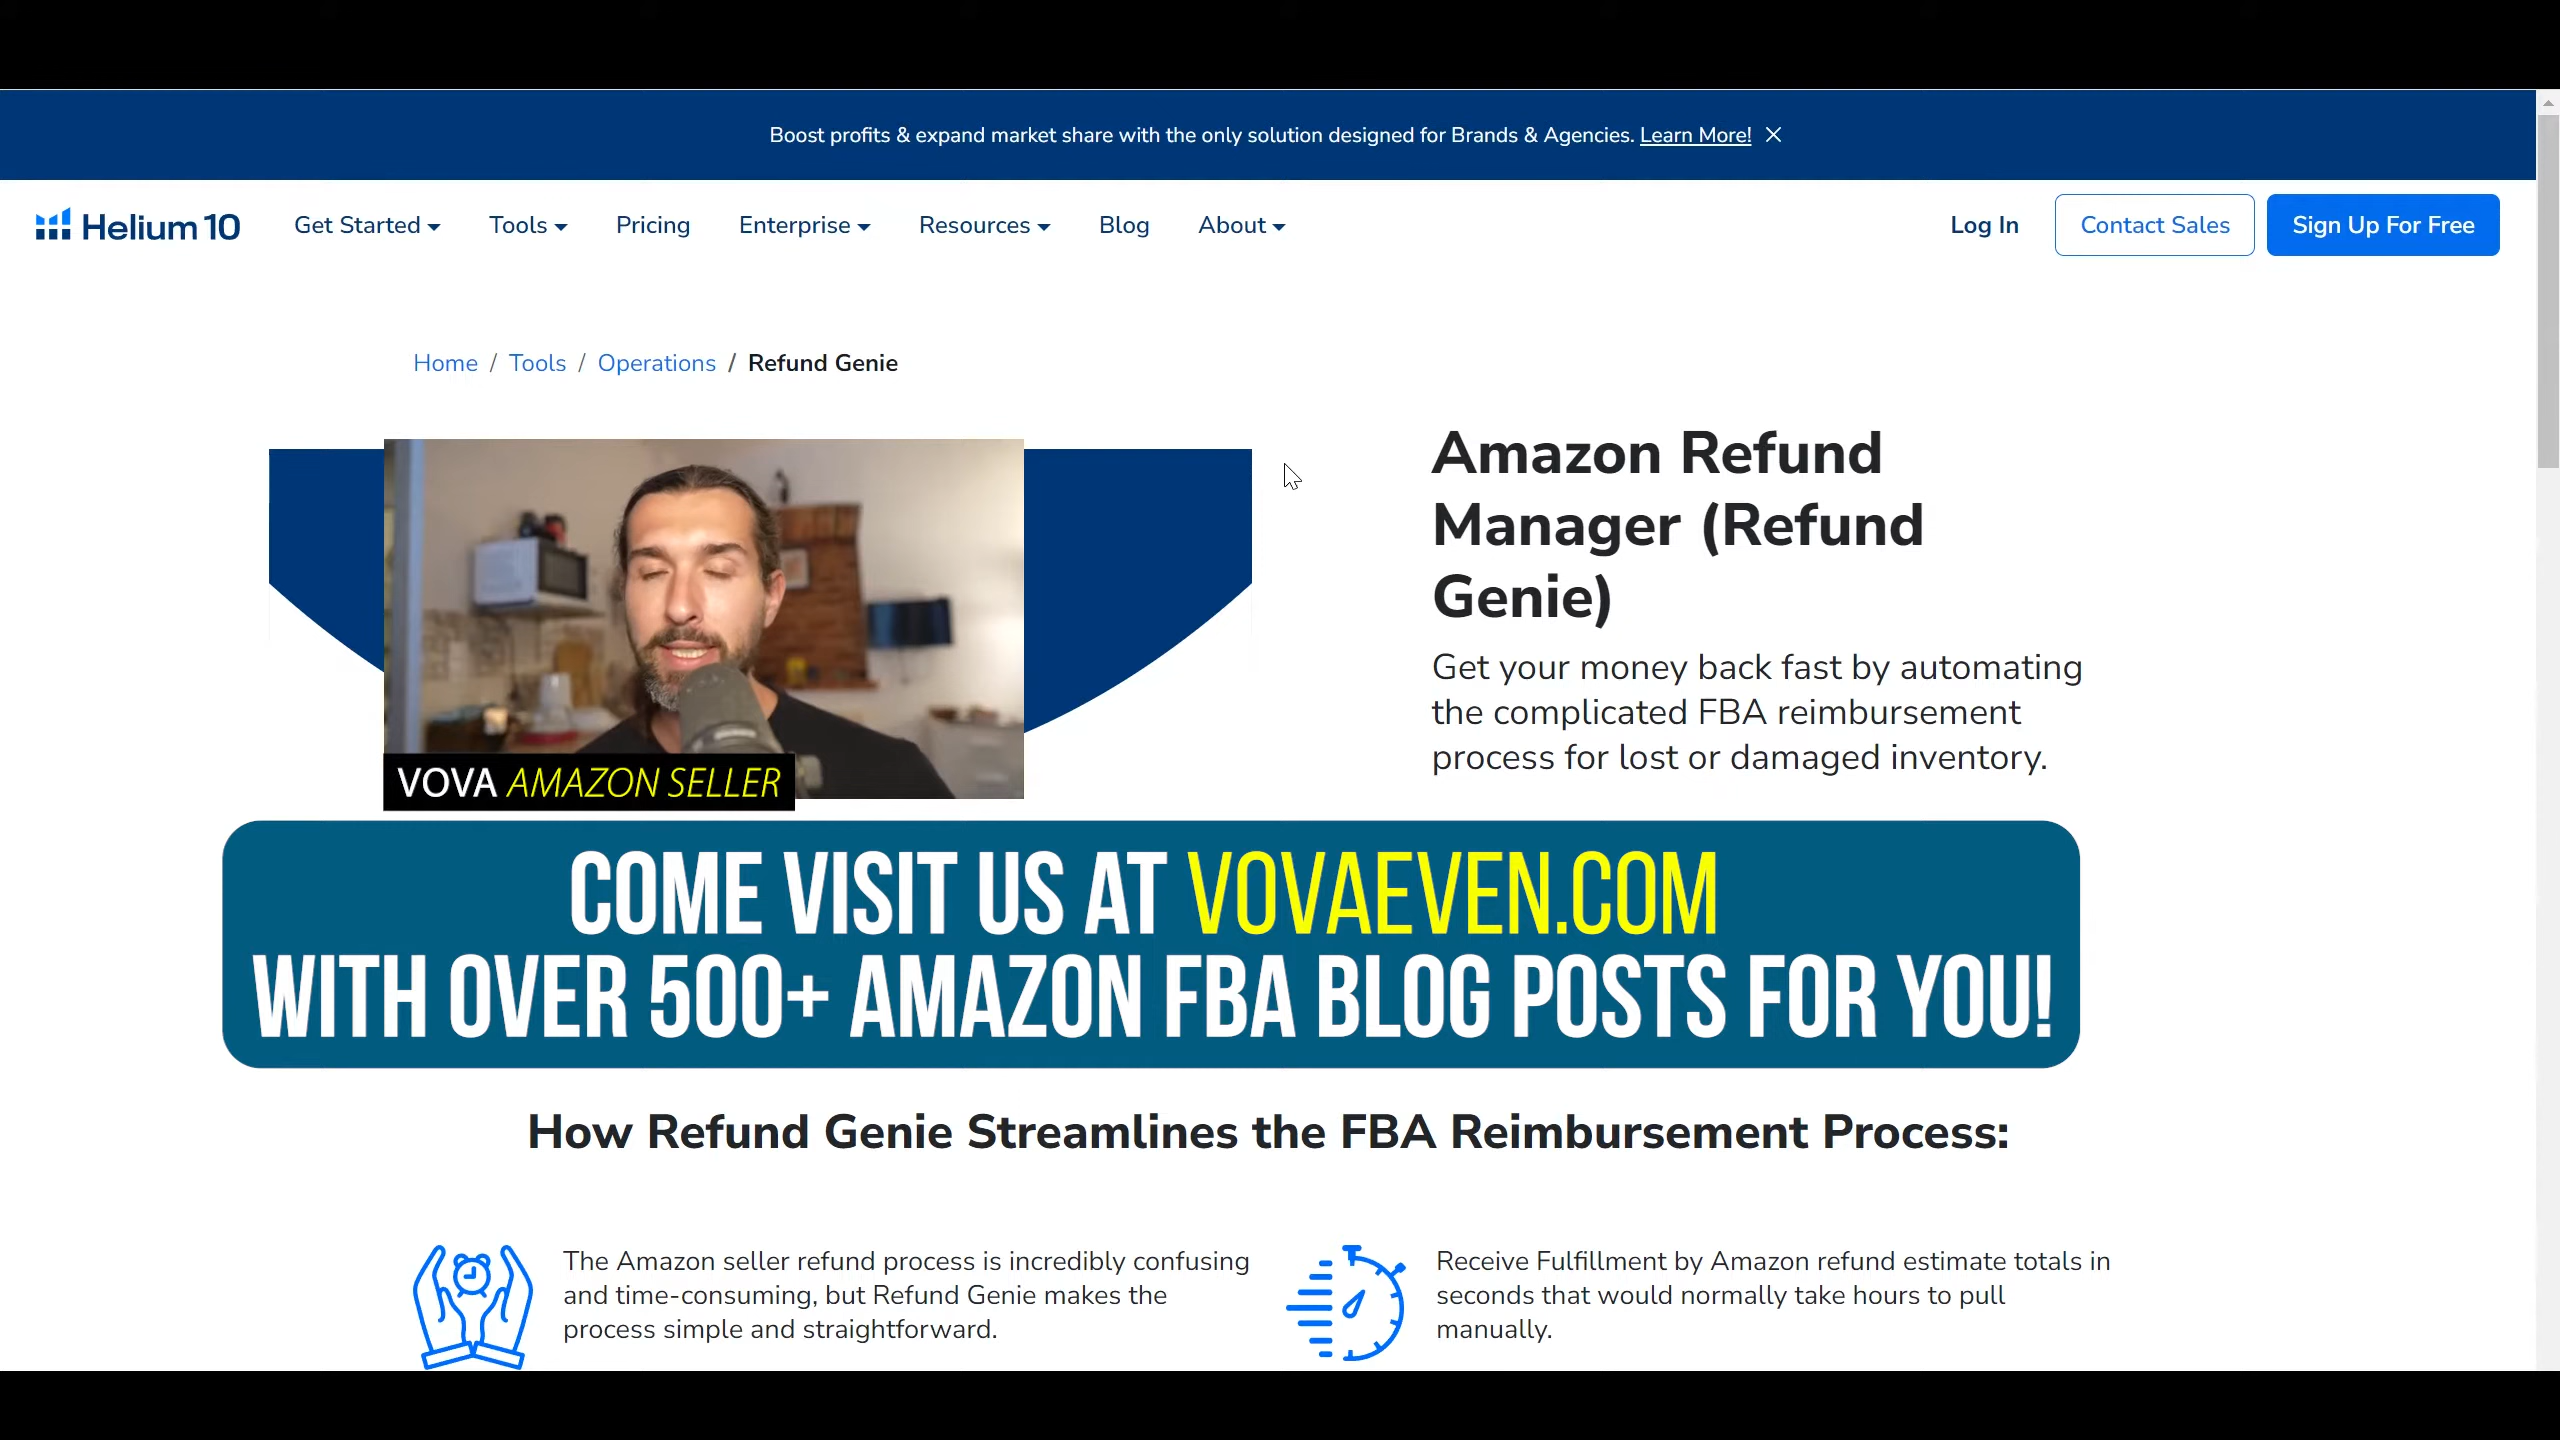 Boost profits & expand market share with the only solution designed for Brands & Agencies. Learn More!
Helium 10 Get Started Tools Pricing Enterprise Resources Blog About Log In Contact Sales Sign Up For Free
Home / Tools / Operations / Refund Genie
Amazon Refund
Manager (Refund
Genie)
Get your money back fast by automating
the complicated FBA reimbursement
process for lost or damaged inventory.
VOVA AMAZON SELLER
COME VISIT US AT VOVAEVEN.COM
WITH OVER 500+ AMAZON FBA BLOG POSTS FOR YOU!
How Refund Genie Streamlines the FBA Reimbursement Process:
The Amazon seller refund process is incredibly confusing
and time-consuming, but Refund Genie makes the
process simple and straightforward.
Receive Fulfillment by Amazon refund estimate totals in
seconds that would normally take hours to pull
manually.